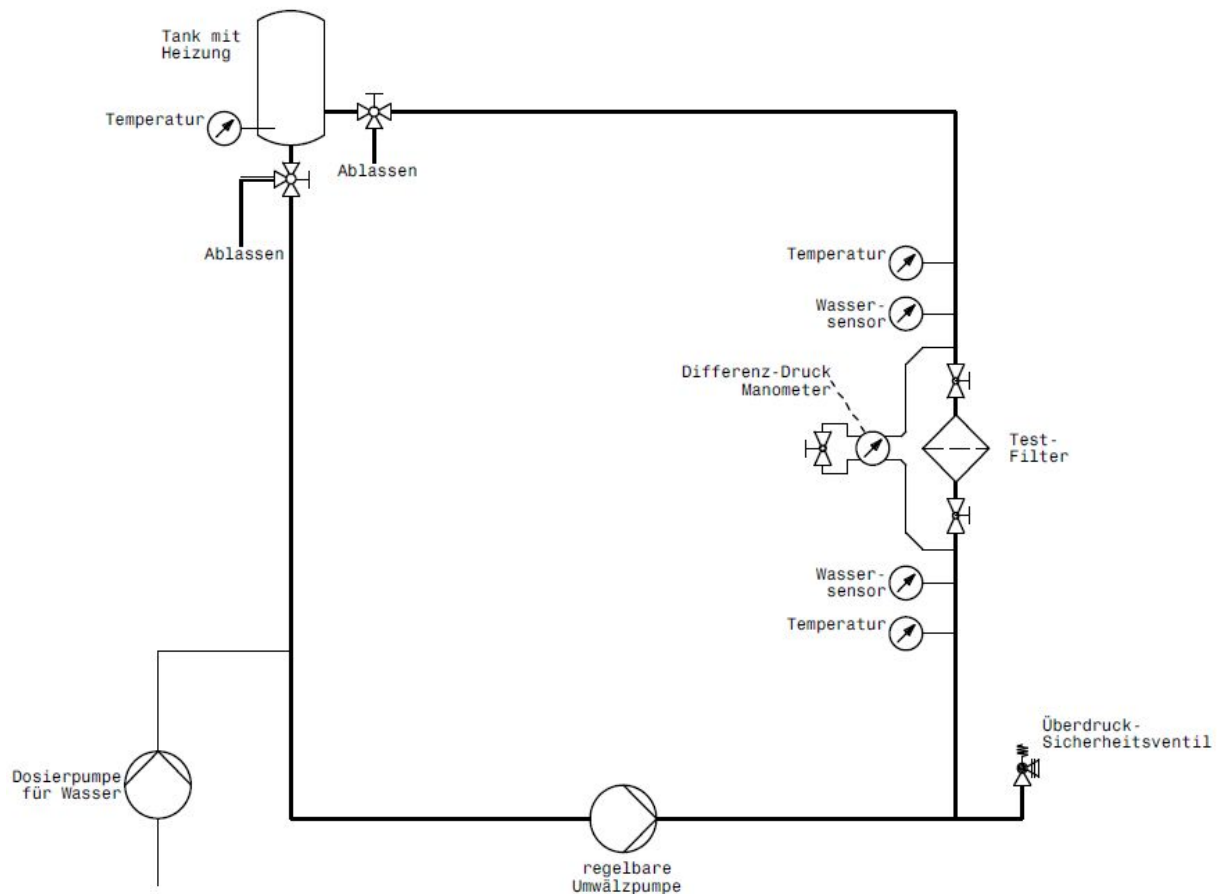 Tank mit
Heizung
Temperatur
Ablassen
Ablassen
Temperatur
Wasser-
sensor
Differenz-Druck
Manometer
Test-
Filter
Wasser-
sensor
Temperatur
Überdruck-
Sicherheitsventil
Dosierpumpe
für Wasser
regelbare
Umwälzpumpe